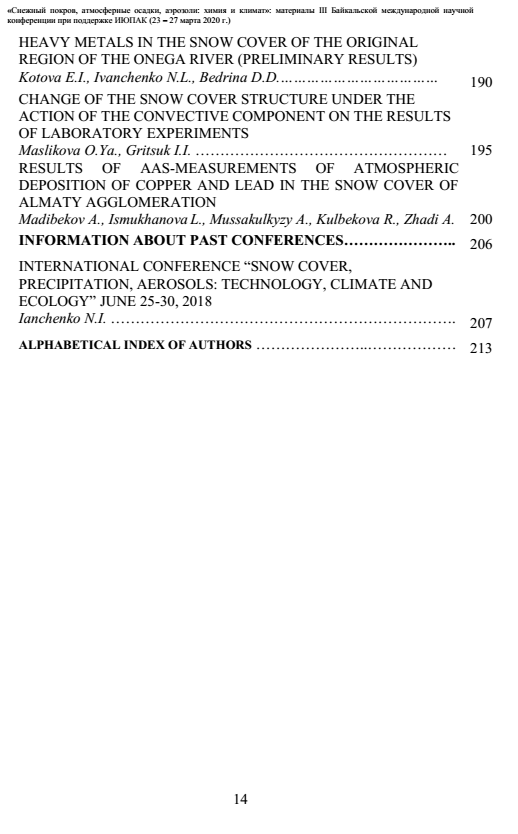 «Снежный покров, атмосферные осадки, аэрозоли: химия и климат»: материалы III Байкальской международной научной
конференции при поддержке ИЮПАК (23 – 27 марта 2020 г.)
HEAVY METALS IN THE SNOW COVER OF THE ORIGINAL
REGION OF THE ONEGA RIVER (PRELIMINARY RESULTS)
Kotova E.I., Ivanchenko N.L., Bedrina D.D.……………………………… 190
CHANGE OF THE SNOW COVER STRUCTURE UNDER THE
ACTION OF THE CONVECTIVE COMPONENT ON THE RESULTS
OF LABORATORY EXPERIMENTS
Maslikova O.Ya., Gritsuk I.I. ………………………………………… 195
RESULTS OF AAS-MEASUREMENTS OF ATMOSPHERIC
DEPOSITION OF COPPER AND LEAD IN THE SNOW COVER OF
ALMATY AGGLOMERATION
Madibekov A., Ismukhanova L., Mussakulkyzy A., Kulbekova R., Zhadi A. 200
INFORMATION ABOUT PAST CONFERENCES………………….. 206
INTERNATIONAL CONFERENCE “SNOW COVER,
PRECIPITATION, AEROSOLS: TECHNOLOGY, CLIMATE AND
ECOLOGY” JUNE 25-30, 2018
Ianchenko N.I. ………………………………………………………. 207
ALPHABETICAL INDEX OF AUTHORS ………………..……………… 213
14